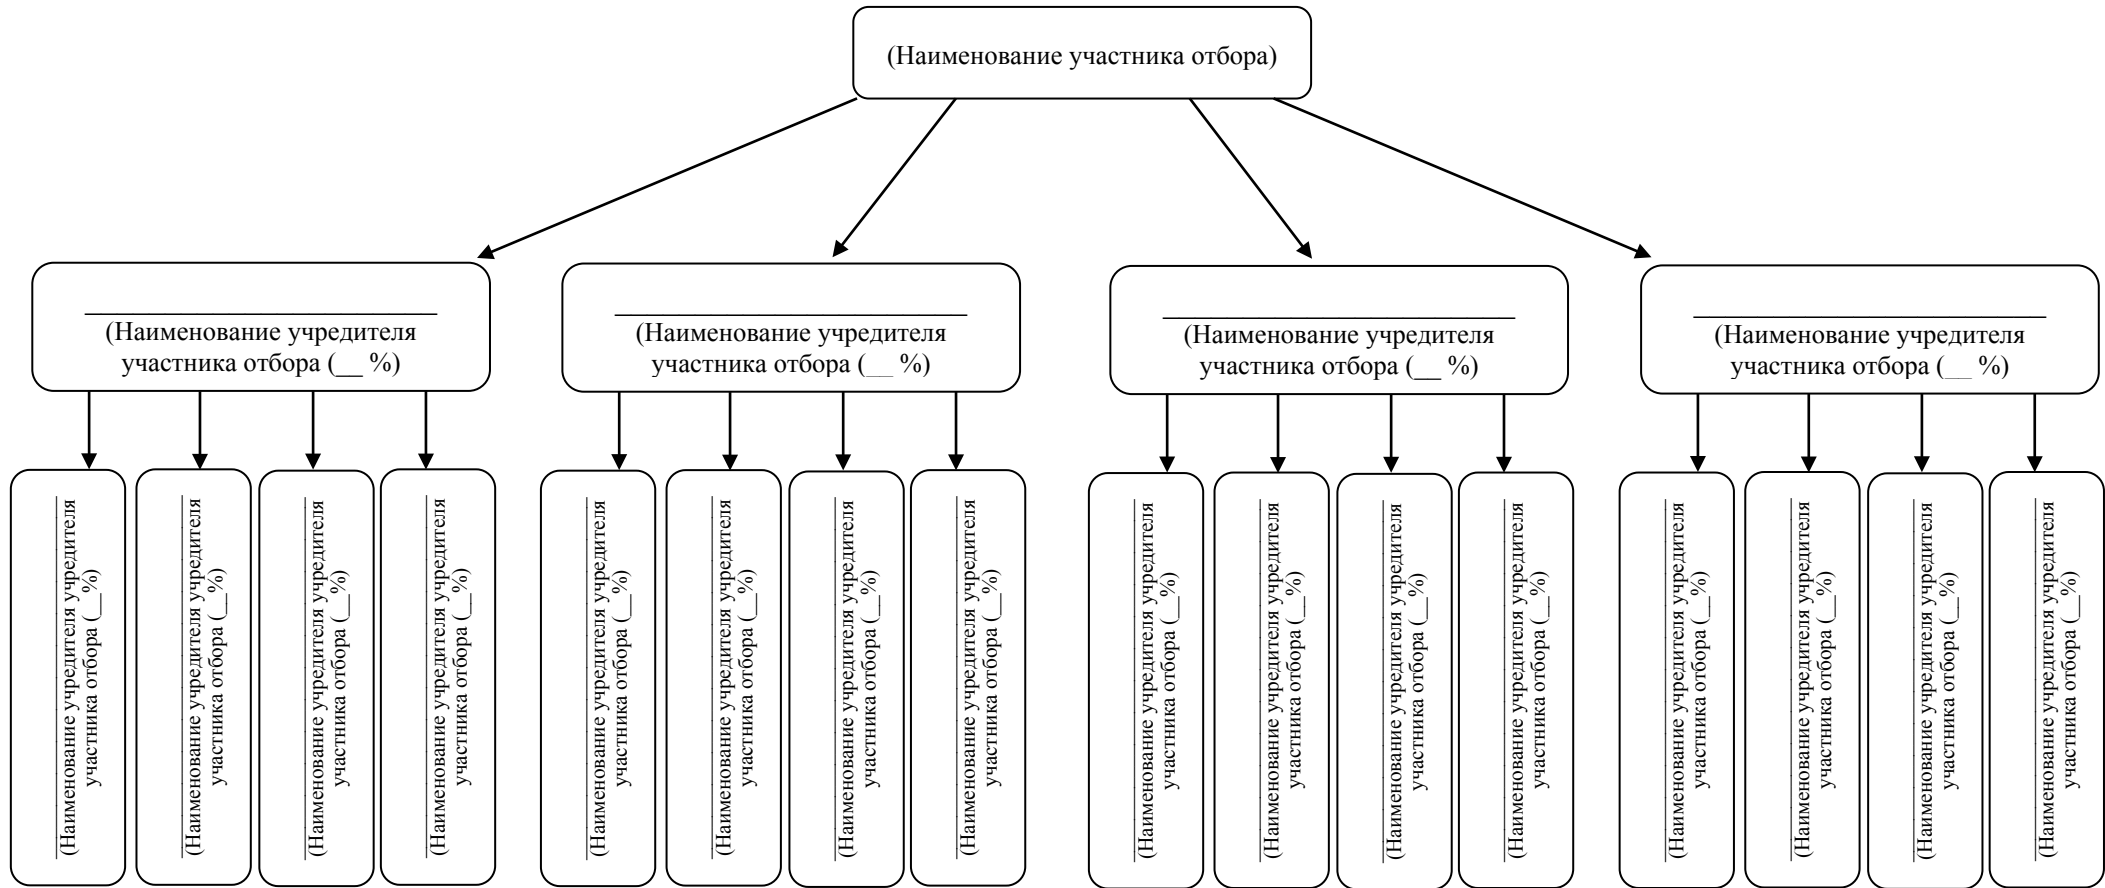 (Наименование участника отбора)
(Наименование учредителя
участника отбора (__ %)
(Наименование учредителя
участника отбора (__ %)
(Наименование учредителя
участника отбора (__ %)
(Наименование учредителя
участника отбора (__ %)
(Наименование учредителя учредителя
участника отбора (__%)
(Наименование учредителя учредителя
участника отбора (__%)
(Наименование учредителя учредителя
участника отбора (__%)
(Наименование учредителя учредителя
участника отбора (__%)
(Наименование учредителя учредителя
участника отбора (__%)
(Наименование учредителя учредителя
участника отбора (__%)
(Наименование учредителя учредителя
участника отбора (__%)
(Наименование учредителя учредителя
участника отбора (__%)
(Наименование учредителя учредителя
участника отбора (__%)
(Наименование учредителя учредителя
участника отбора (__%)
(Наименование учредителя учредителя
участника отбора (__%)
(Наименование учредителя учредителя
участника отбора (__%)
(Наименование учредителя учредителя
участника отбора (__%)
(Наименование учредителя учредителя
участника отбора (__%)
(Наименование учредителя учредителя
участника отбора (__%)
(Наименование учредителя учредителя
участника отбора (__%)